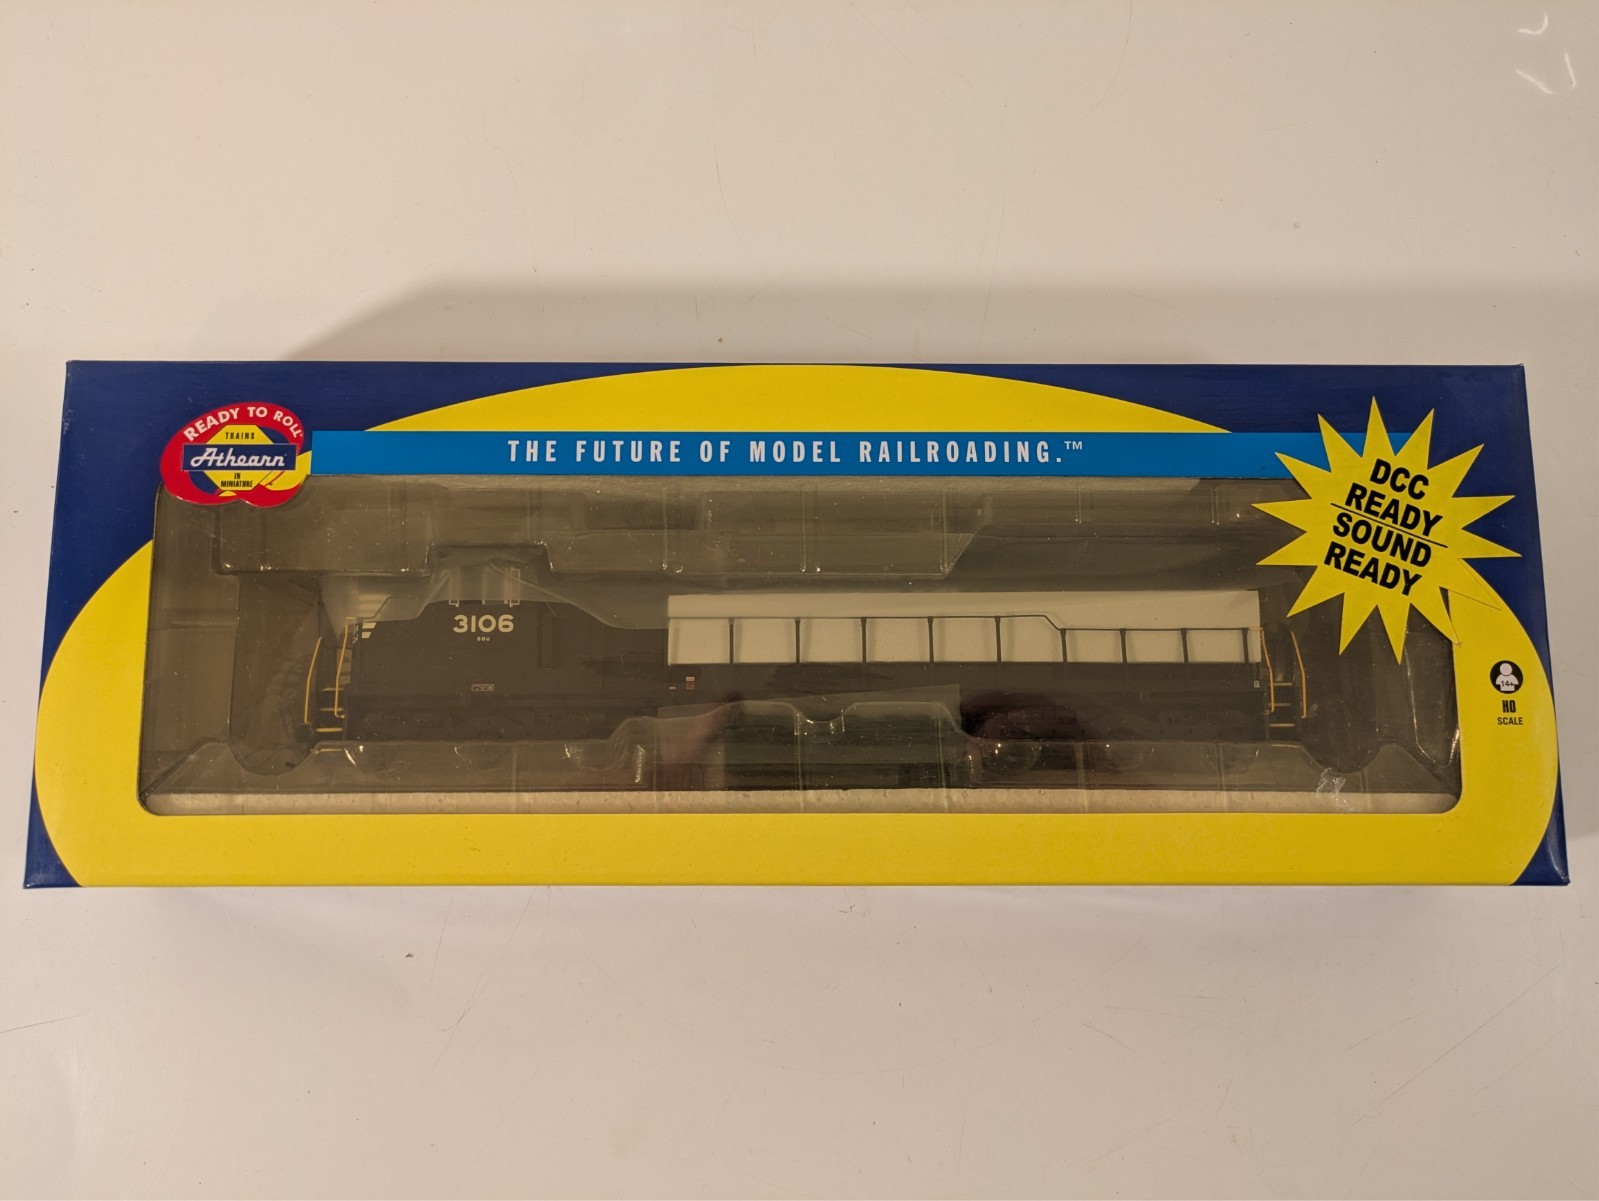 READY TO ROLL
TRAINS
Athearn
IN
MINIATURE
THE FUTURE OF MODEL RAILROADING.™
DCC
READY
SOUND
READY
3106
14+
HO
SCALE